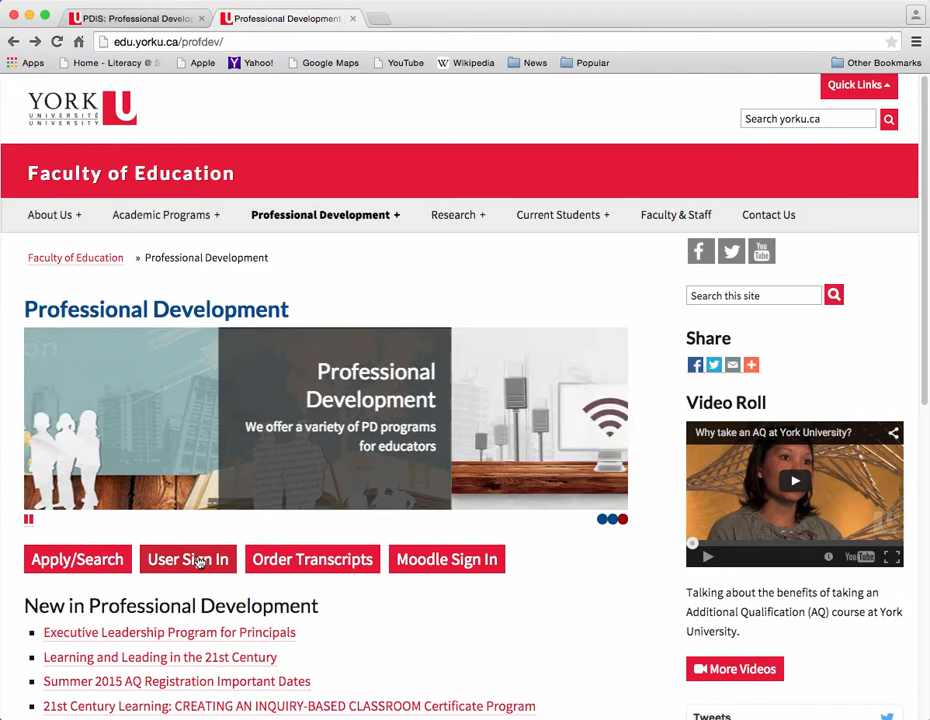 PDIS: Professional Develo
Professional Development
edu.yorku.ca/profdev/
Apps
Home - Literacy @ S
Apple
Yahoo!
Google Maps
YouTube
Wikipedia
News
Popular
Other Bookmarks
Quick Links
YORK U
UNIVERSITÉ
UNIVERSITY
Search yorku.ca
Faculty of Education
About Us +
Academic Programs +
Professional Development +
Research +
Current Students +
Faculty & Staff
Contact Us
Faculty of Education » Professional Development
Search this site
Professional Development
Professional
Development
We offer a variety of PD programs
for educators
Share
Video Roll
Why take an AQ at York University?
YouTube
Apply/Search
User Sign In
Order Transcripts
Moodle Sign In
Talking about the benefits of taking an
Additional Qualification (AQ) course at York
University.
More Videos
Tweets
New in Professional Development
Executive Leadership Program for Principals
Learning and Leading in the 21st Century
Summer 2015 AQ Registration Important Dates
21st Century Learning: CREATING AN INQUIRY-BASED CLASSROOM Certificate Program